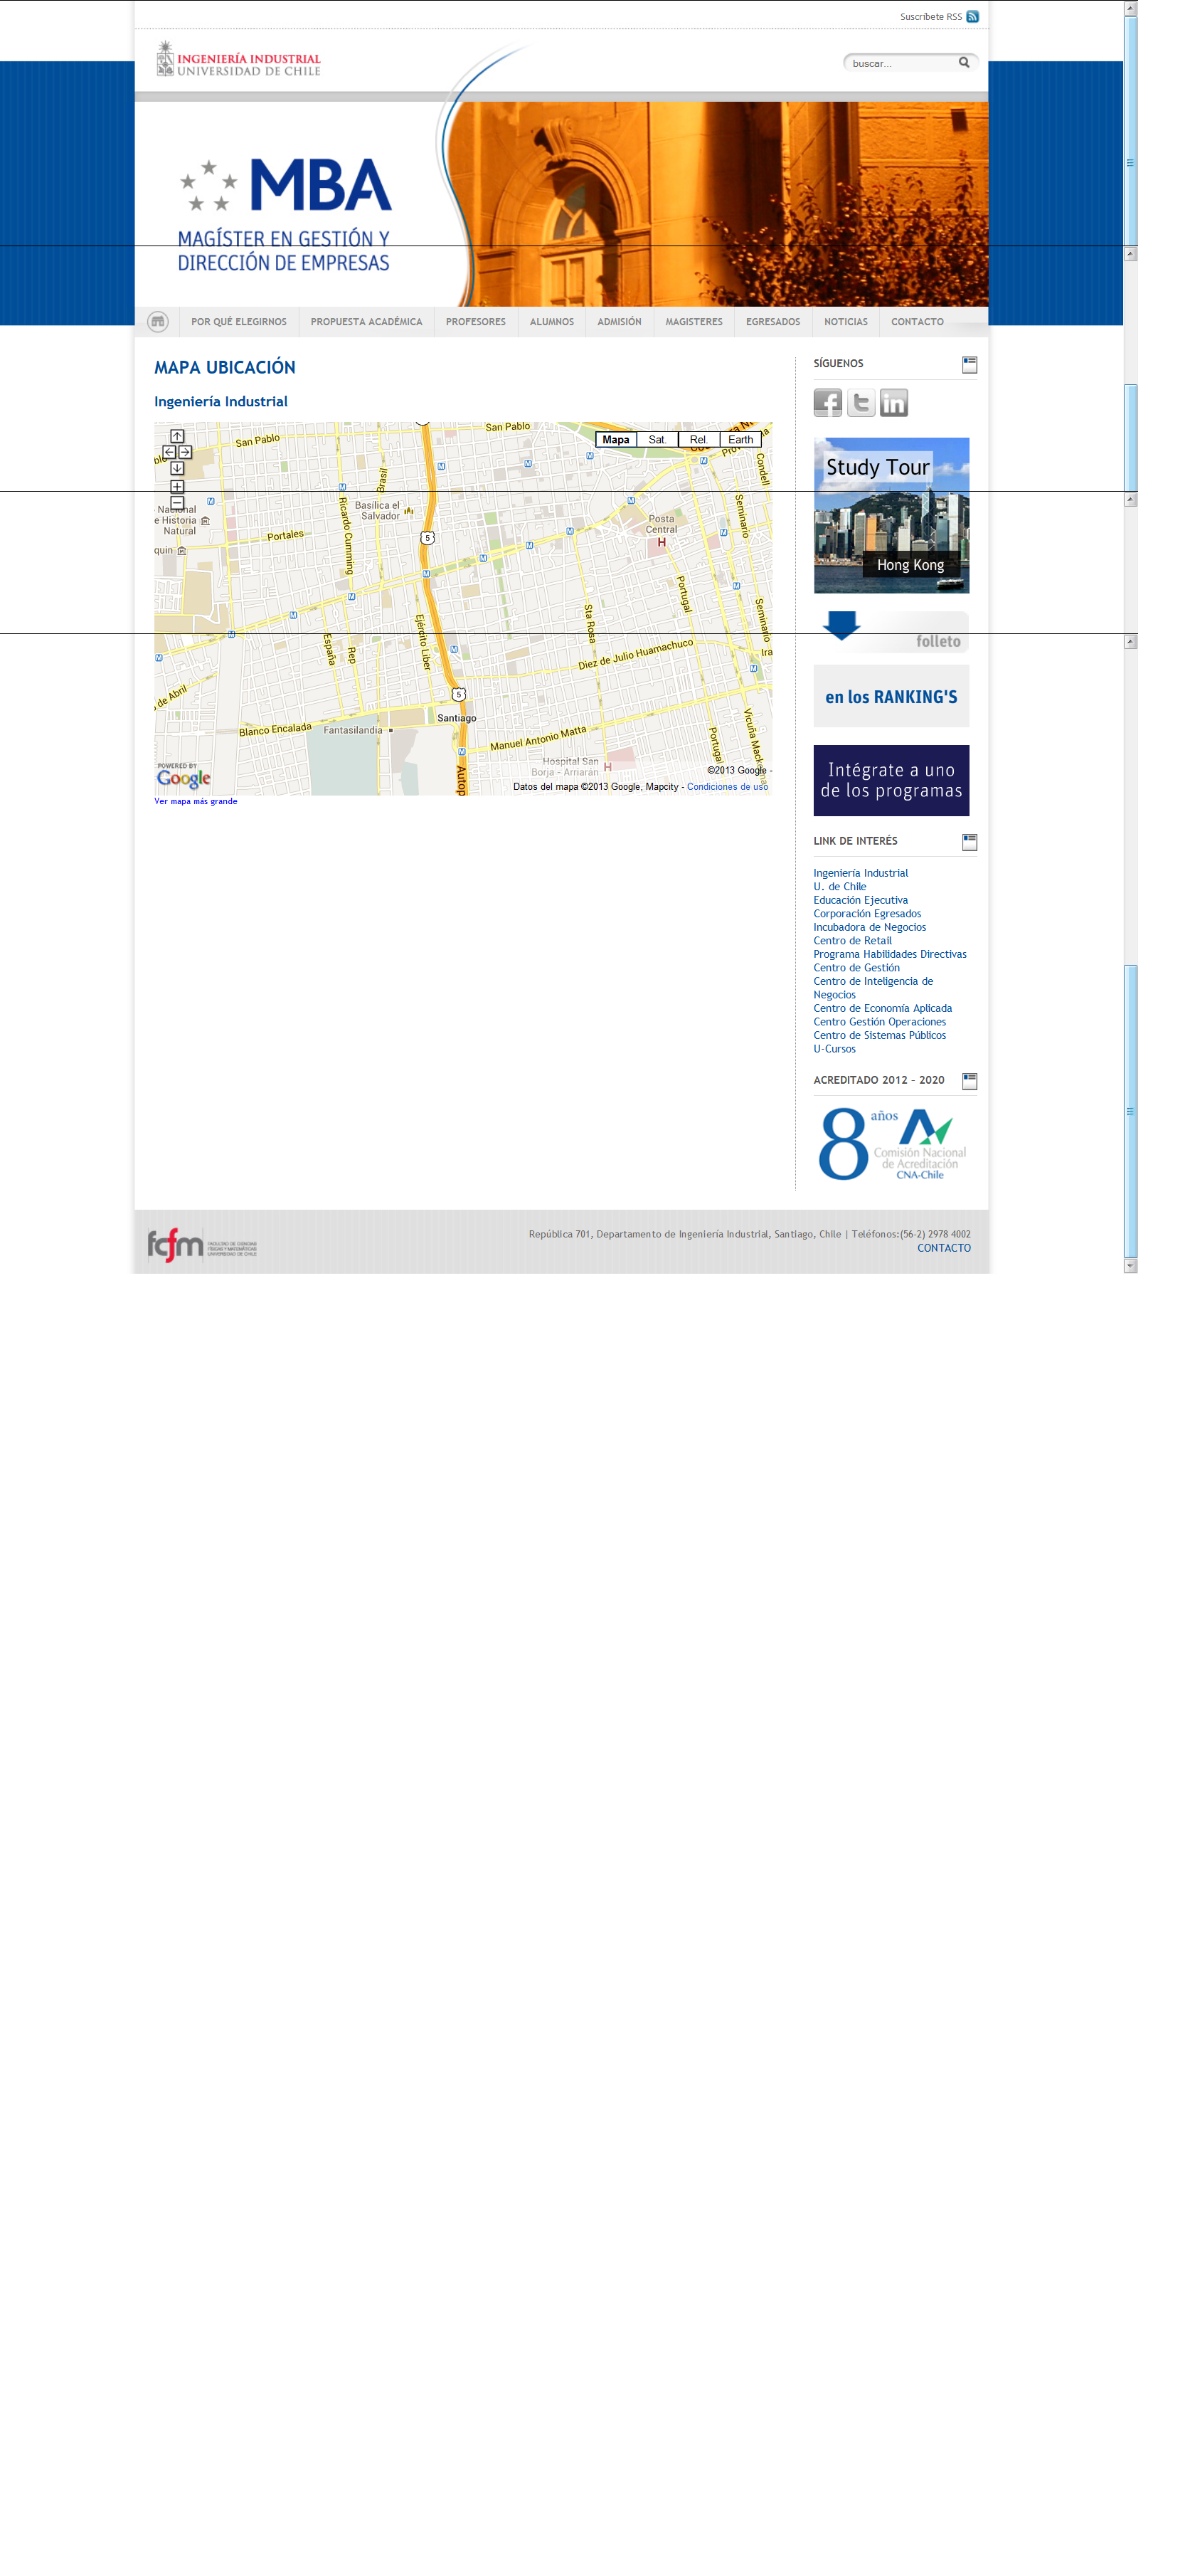 Suscríbete RSS
INGENIERÍA INDUSTRIAL
UNIVERSIDAD DE CHILE
buscar...
MBA
MAGÍSTER EN GESTIÓN Y
DIRECCIÓN DE EMPRESAS
POR QUÉ ELEGIRNOS PROPUESTA ACADÉMICA PROFESORES ALUMNOS ADMISIÓN MAGISTERES EGRESADOS NOTICIAS CONTACTO
MAPA UBICACIÓN
Ingeniería Industrial
San Pablo
San Pablo
Mapa Sat. Rel. Earth
Condell
Brasil
Seminario
Ricardo Cumming
Basílica el
Salvador
Nacional
e Historia
Natural
Posta
Central
H
Portales
5
quin
Portugal
Seminario
Sta Rosa
Ejército Liber
España
Rep
Diez de Julio Huamachuco
Ira
5
de Abril
Santiago
Blanco Encalada
Fantasilandia
Manuel Antonio Matta
Portugal
Vicuña Mackenna
Hospital San
Borja - Arriarán
H
Autop
POWERED BY
Google
©2013 Google -
Datos del mapa ©2013 Google, Mapcity - Condiciones de uso
Ver mapa más grande
SÍGUENOS
Study Tour
Hong Kong
folleto
en los RANKING'S
Intégrate a uno
de los programas
LINK DE INTERÉS
Ingeniería Industrial
U. de Chile
Educación Ejecutiva
Corporación Egresados
Incubadora de Negocios
Centro de Retail
Programa Habilidades Directivas
Centro de Gestión
Centro de Inteligencia de
Negocios
Centro de Economía Aplicada
Centro Gestión Operaciones
Centro de Sistemas Públicos
U-Cursos
ACREDITADO 2012 - 2020
8 años
Comisión Nacional
de Acreditación
CNA-Chile
fcfm
FACULTAD DE CIENCIAS
FÍSICAS Y MATEMÁTICAS
UNIVERSIDAD DE CHILE
República 701, Departamento de Ingeniería Industrial, Santiago, Chile | Teléfonos:(56-2) 2978 4002
CONTACTO